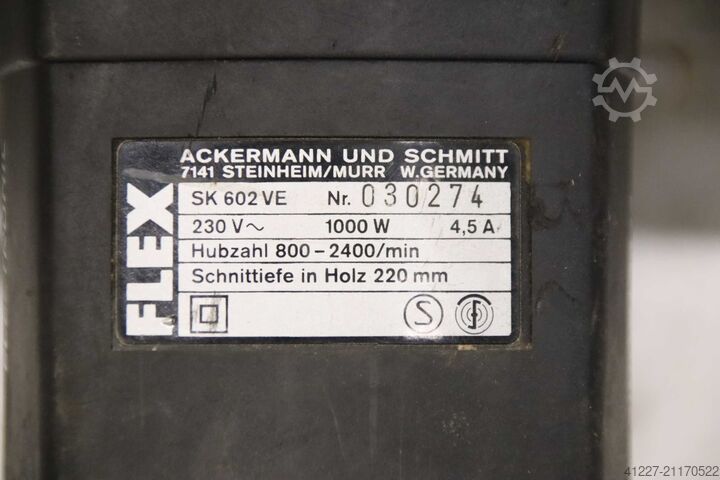 FLEX
ACKERMANN UND SCHMITT
7141 STEINHEIM/MURR W.GERMANY
SK 602 VE Nr. 030274
230 V~ 1000 W 4,5 A
Hubzahl 800-2400/min
Schnittiefe in Holz 220 mm
S
41227-21170522